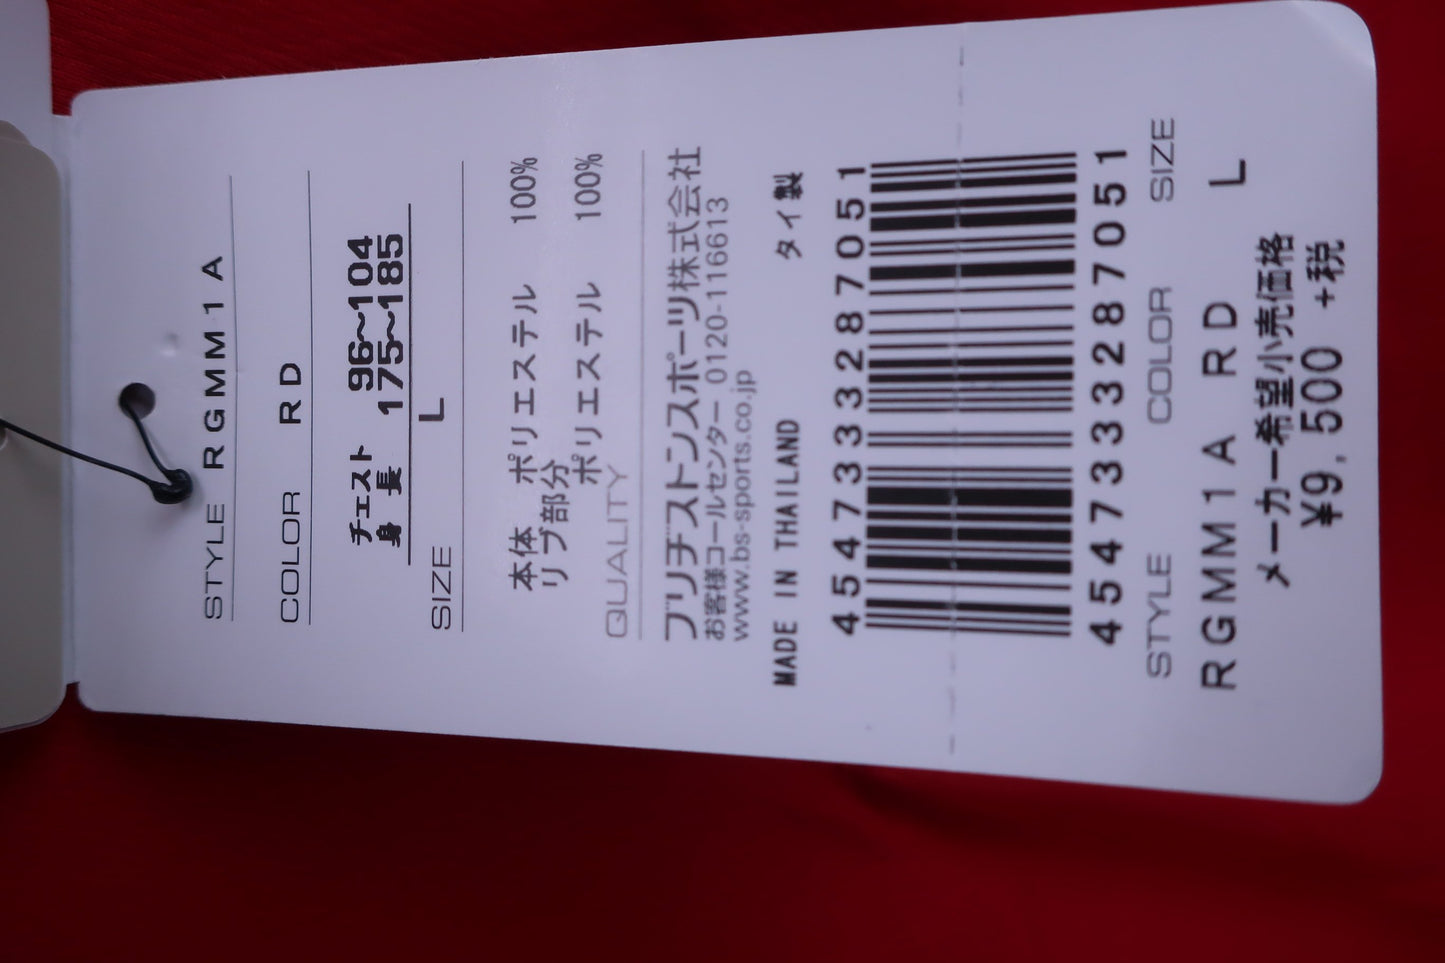 STYLE RGMM1A
COLOR RD
チェスト 96~104
身長 175~185
SIZE L
本体 ポリエステル 100%
リブ部分
ポリエステル 100%
QUALITY
ブリヂストンスポーツ株式会社
お客様コールセンター 0120-116613
www.bs-sports.co.jp
MADE IN THAILAND タイ製
4547333287051
4547333287051
STYLE COLOR SIZE
RGMM1A RD L
メーカー希望小売価格
¥9,500 +税